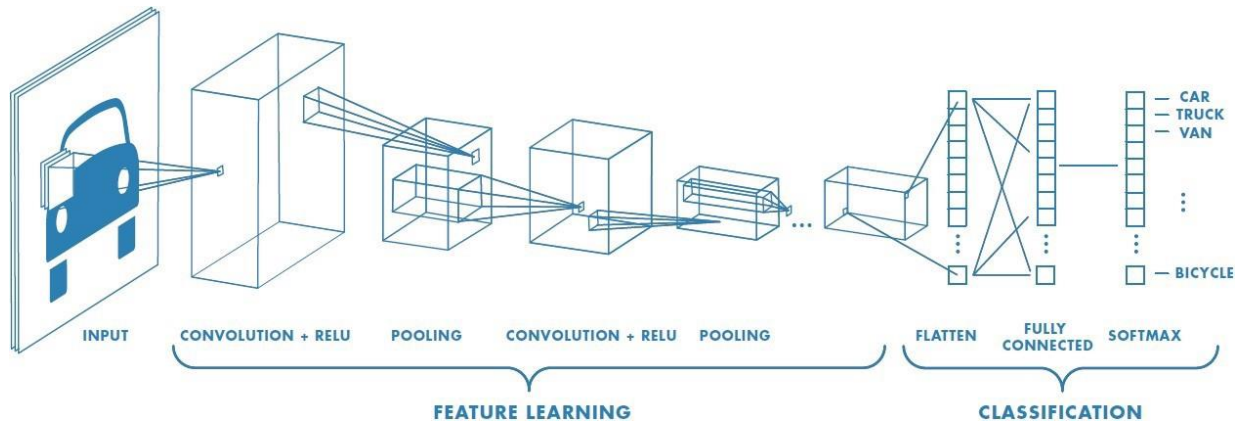 CAR
TRUCK
VAN
BICYCLE
INPUT
CONVOLUTION + RELU
POOLING
CONVOLUTION + RELU
POOLING
FLATTEN
FULLY
CONNECTED
SOFTMAX
FEATURE LEARNING
CLASSIFICATION